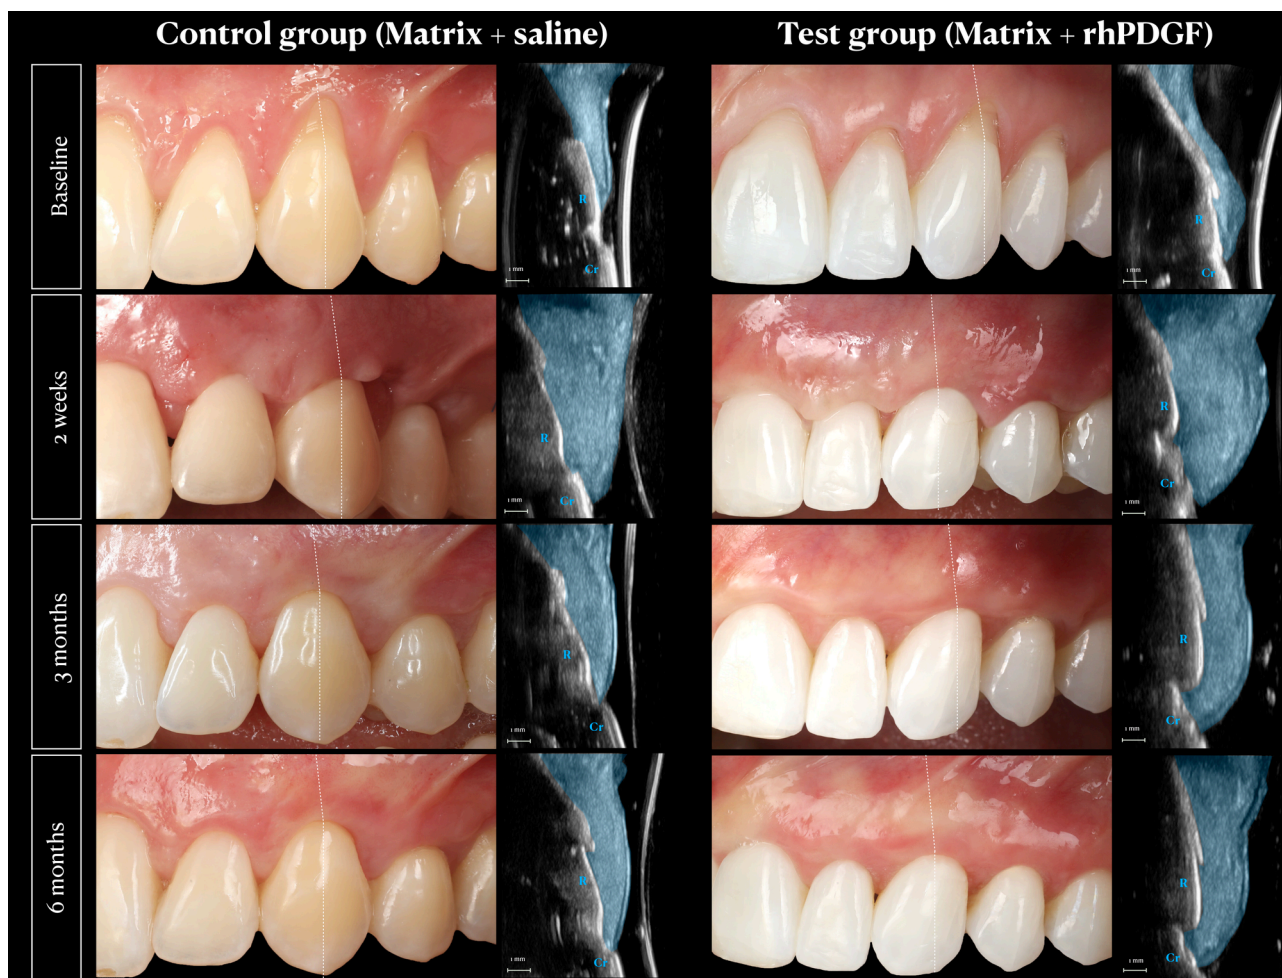 Control group (Matrix + saline)
Test group (Matrix + rhPDGF)
Baseline
R
Cr
1 mm
R
Cr
1 mm
2 weeks
R
Cr
1 mm
R
Cr
1 mm
3 months
R
Cr
1 mm
R
Cr
1 mm
6 months
R
Cr
1 mm
R
Cr
1 mm